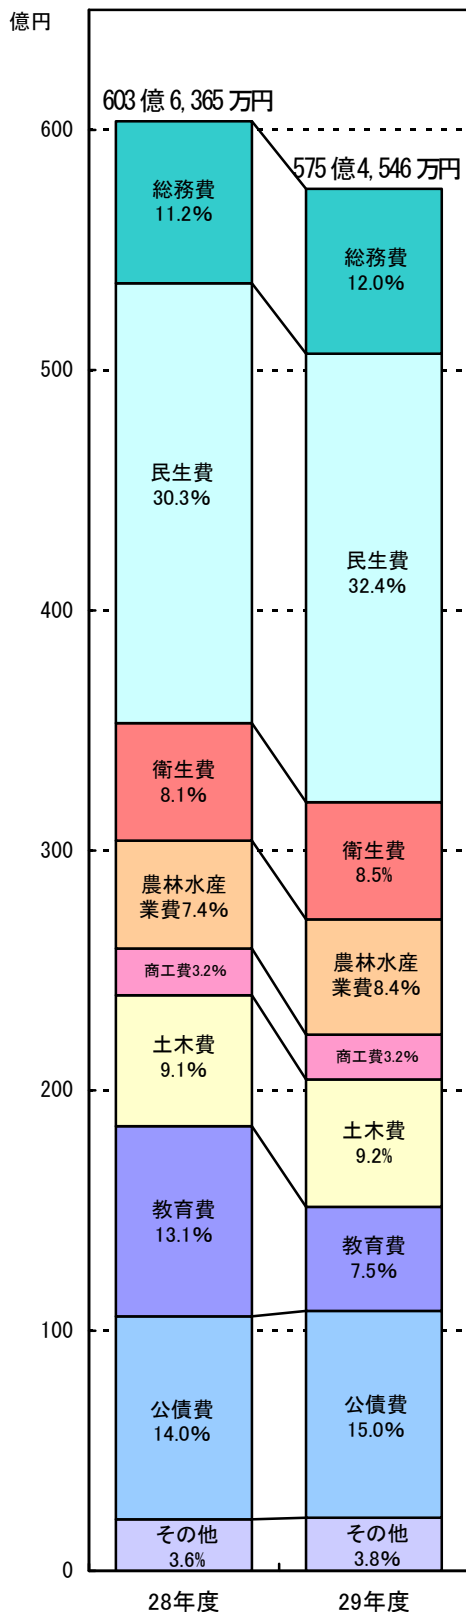 億円
603億6,365万円
575億4,546万円
600
500
400
300
200
100
0
総務費
11.2%
民生費
30.3%
衛生費
8.1%
農林水産
業費7.4%
商工費3.2%
土木費
9.1%
教育費
13.1%
公債費
14.0%
その他
3.6%
総務費
12.0%
民生費
32.4%
衛生費
8.5%
農林水産
業費8.4%
商工費3.2%
土木費
9.2%
教育費
7.5%
公債費
15.0%
その他
3.8%
28年度
29年度